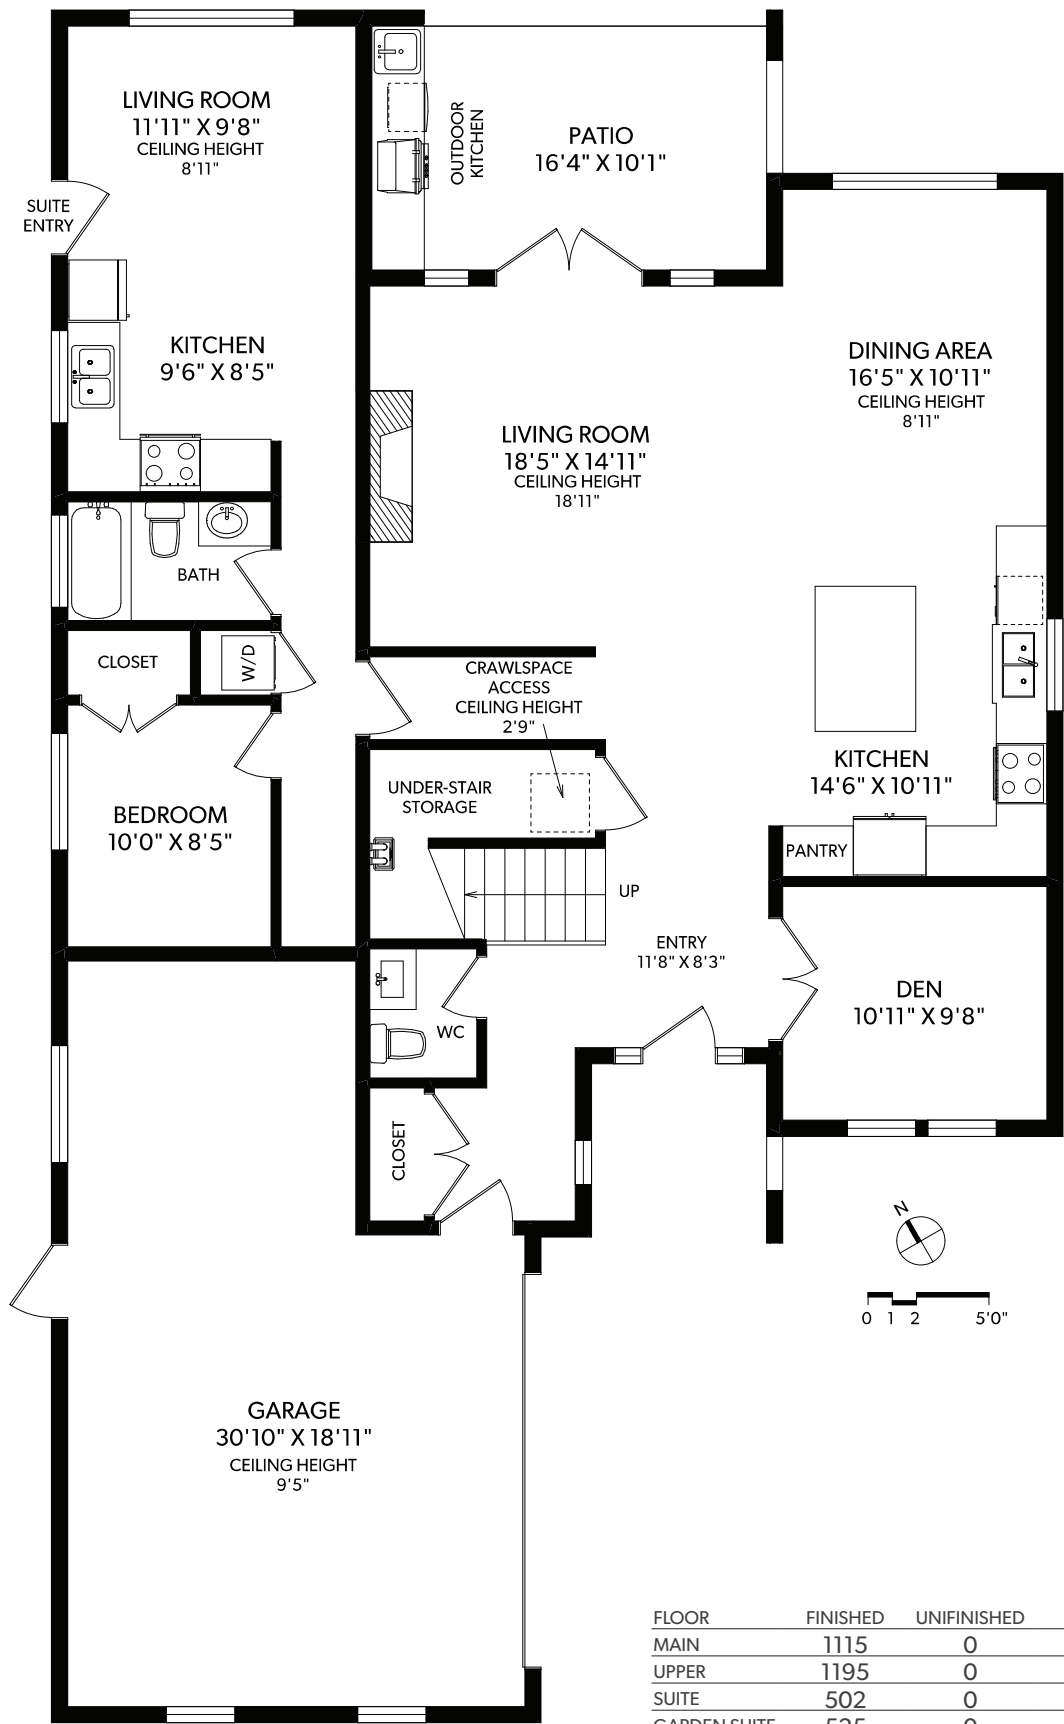 LIVING ROOM
11'11" X 9'8"
CEILING HEIGHT
8'11"
SUITE
ENTRY
OUTDOOR
KITCHEN
PATIO
16'4" X 10'1"
KITCHEN
9'6" X 8'5"
DINING AREA
16'5" X 10'11"
CEILING HEIGHT
8'11"
LIVING ROOM
18'5" X 14'11"
CEILING HEIGHT
18'11"
BATH
CLOSET
W/D
CRAWLSPACE
ACCESS
CEILING HEIGHT
2'9"
UNDER-STAIR
STORAGE
KITCHEN
14'6" X 10'11"
BEDROOM
10'0" X 8'5"
PANTRY
UP
ENTRY
11'8" X 8'3"
DEN
10'11" X 9'8"
WC
CLOSET
N
0 1 2 5'0"
GARAGE
30'10" X 18'11"
CEILING HEIGHT
9'5"
FLOOR FINISHED UNIFINISHED
MAIN 1115 0
UPPER 1195 0
SUITE 502 0
GARDEN SUITE 525 0